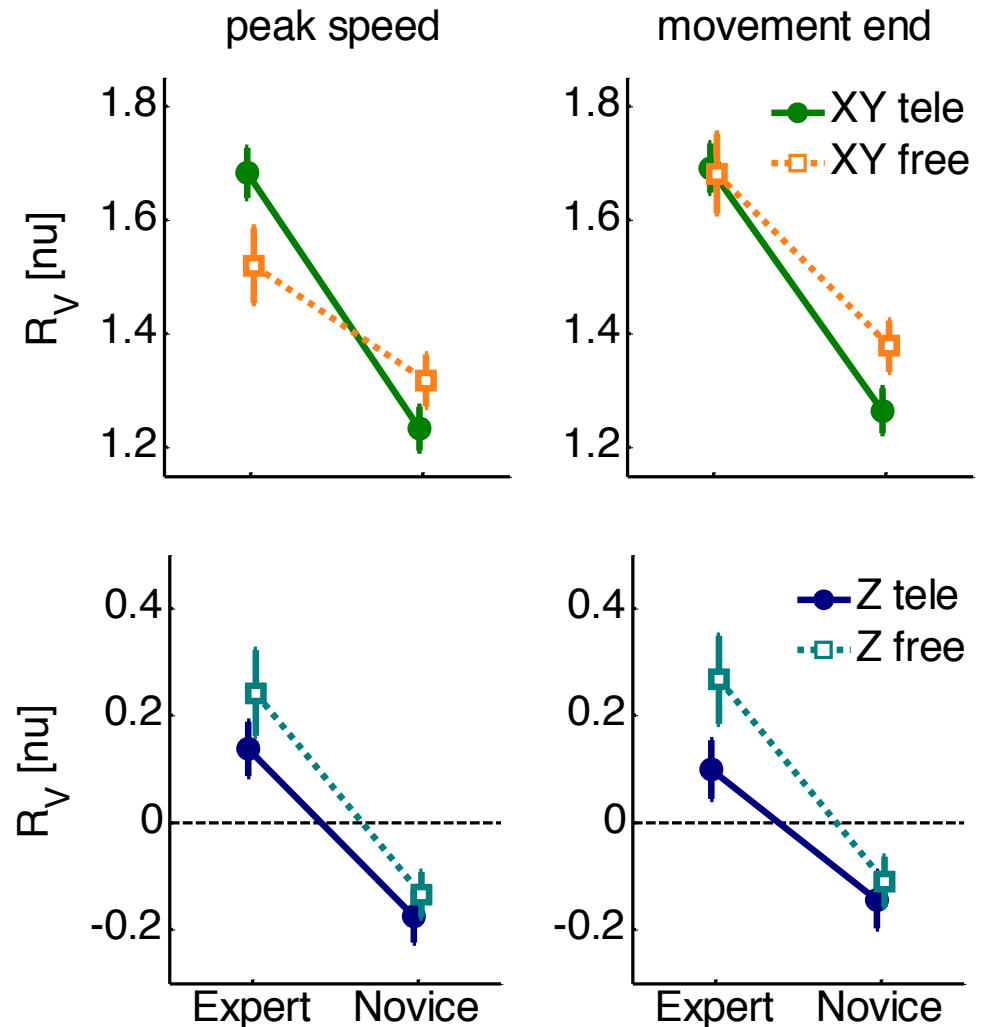 peak speed
movement end
R_V [nu]
1.8
1.6
1.4
1.2
1.8
1.6
1.4
1.2
XY tele
XY free
R_V [nu]
0.4
0.2
0
-0.2
0.4
0.2
0
-0.2
Z tele
Z free
Expert Novice
Expert Novice